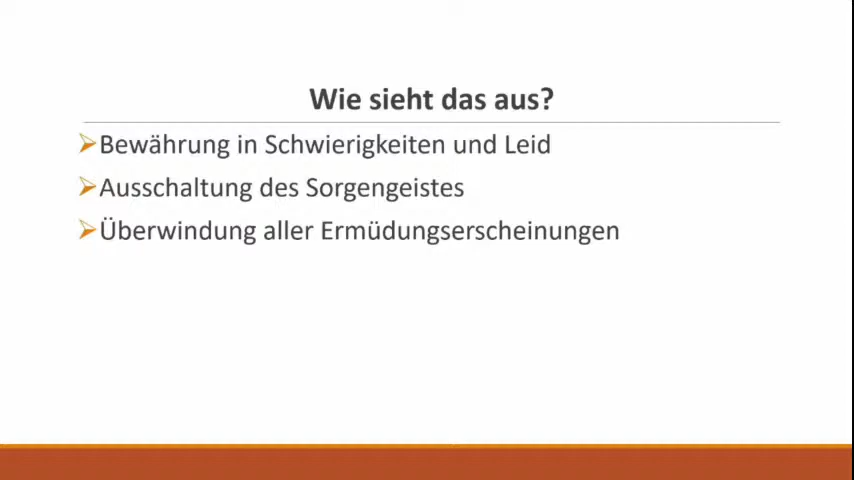 Wie sieht das aus?
Bewährung in Schwierigkeiten und Leid
Ausschaltung des Sorgengeistes
Überwindung aller Ermüdungserscheinungen